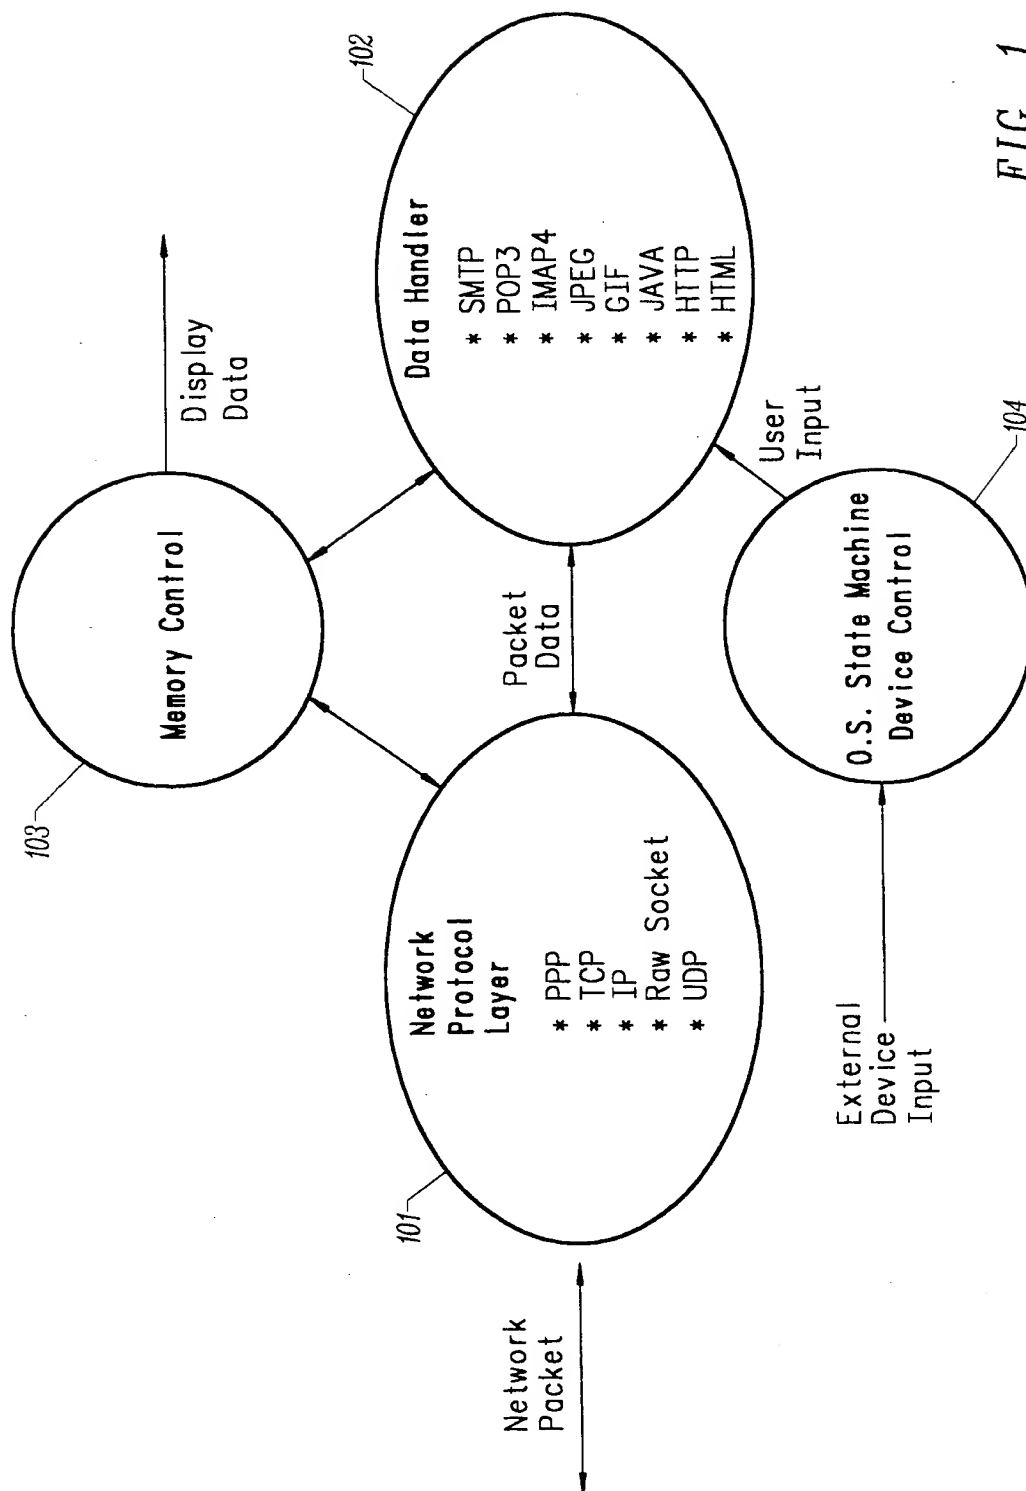 103
Memory Control
Display
Data
102
Data Handler
* SMTP
* POP3
* IMAP4
* JPEG
* GIF
* JAVA
* HTTP
* HTML
101
Network
Protocol
Layer
* PPP
* TCP
* IP
* Raw Socket
* UDP
Network
Packet
Packet
Data
User
Input
External
Device
Input
O.S. State Machine
Device Control
104
FIG. 1